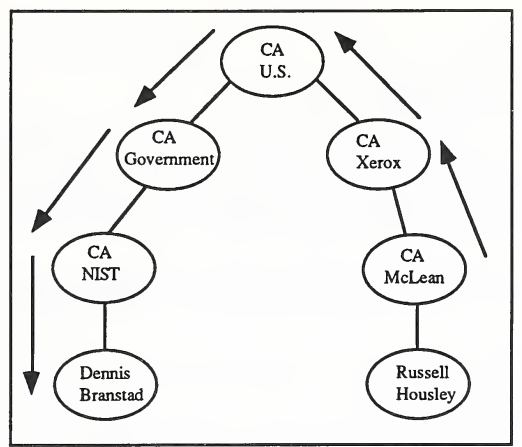 CA
U.S.
CA
Government
CA
Xerox
CA
NIST
CA
McLean
Dennis
Branstad
Russell
Housley